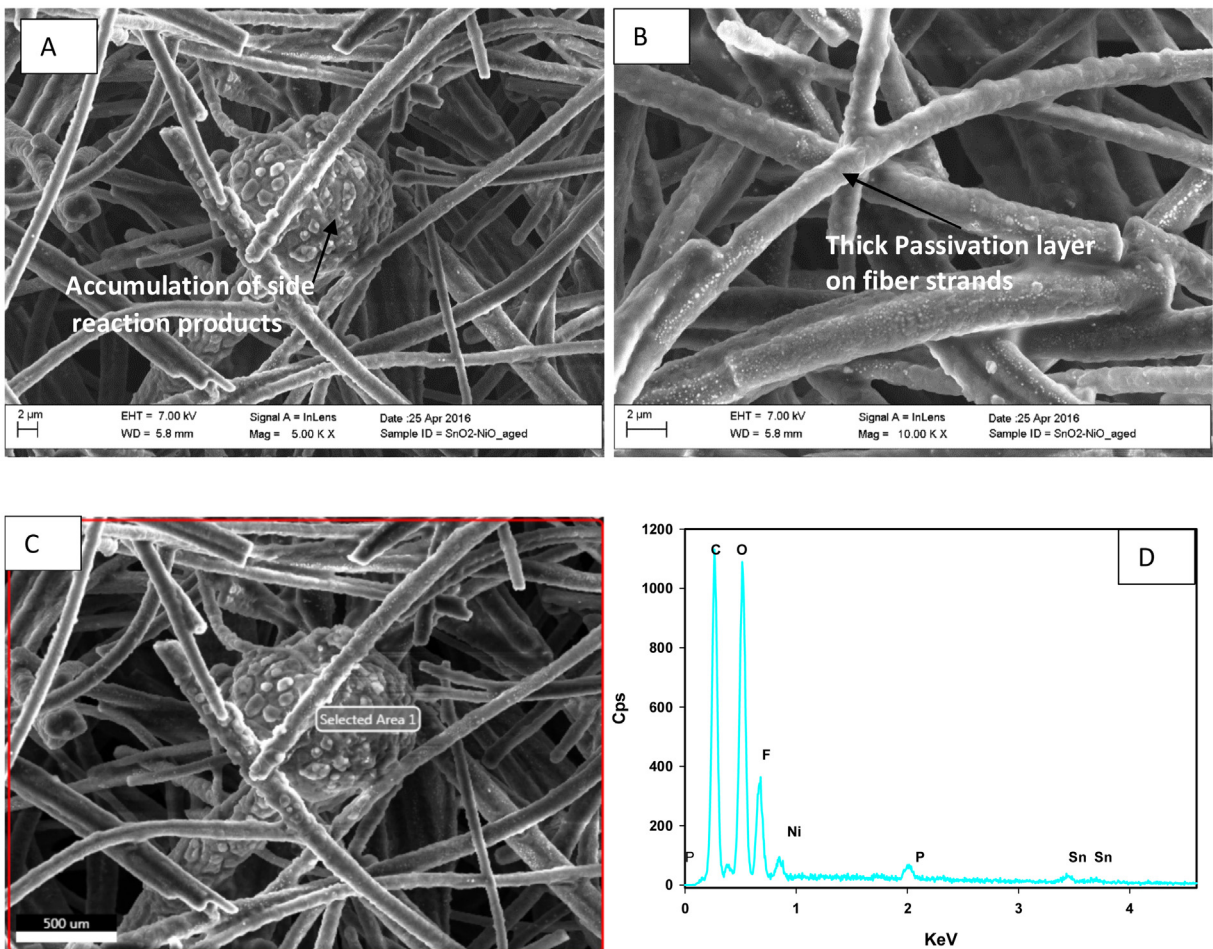 A
Accumulation of side
reaction products
2 µm
EHT = 7.00 kV
Signal A = InLens
Date :25 Apr 2016
WD = 5.8 mm
Mag = 5.00 K X
Sample ID = SnO2-NiO_aged
B
Thick Passivation layer
on fiber strands
2 µm
EHT = 7.00 kV
Signal A = InLens
Date :25 Apr 2016
WD = 5.8 mm
Mag = 10.00 K X
Sample ID = SnO2-NiO_aged
C
Selected Area 1
500 um
D
1200
1000
800
600
400
200
0
Cps
C
O
F
Ni
P
P
Sn
Sn
0
1
2
3
4
KeV